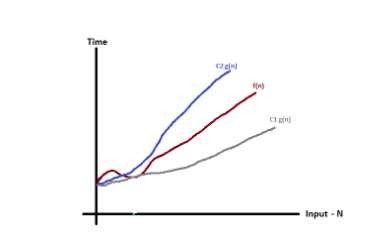 Time
C2 g(n)
f(n)
C1 g(n)
Input - N